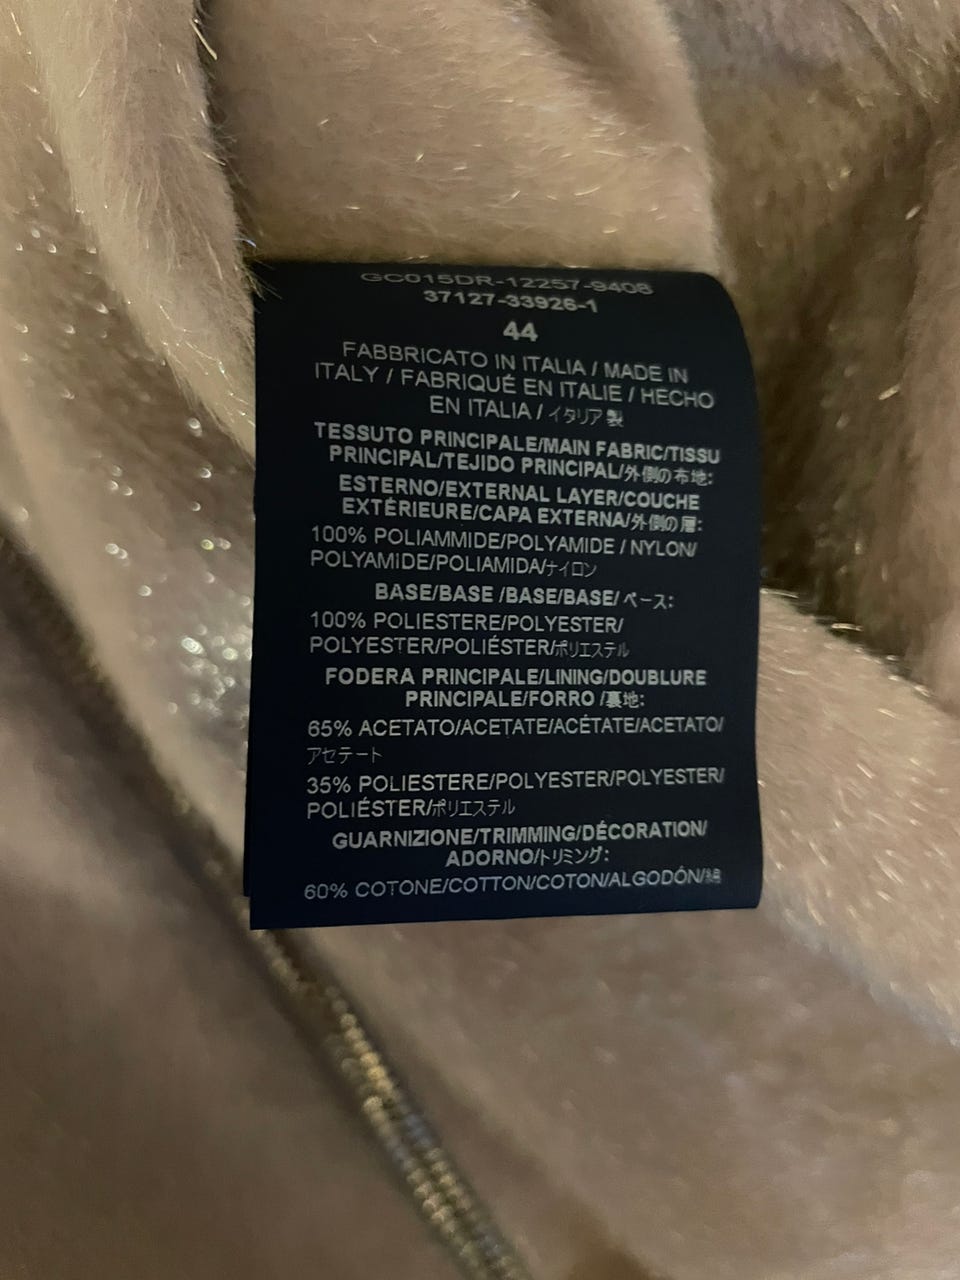 GC015DR-12257-9408
37127-33926-1
44
FABBRICATO IN ITALIA / MADE IN
ITALY / FABRIQUÉ EN ITALIE / HECHO
EN ITALIA / イタリア製
TESSUTO PRINCIPALE/MAIN FABRIC/TISSU
PRINCIPAL/TEJIDO PRINCIPAL/外側の布地:
ESTERNO/EXTERNAL LAYER/COUCHE
EXTÉRIEURE/CAPA EXTERNA/外側の層:
100% POLIAMMIDE/POLYAMIDE / NYLON/
POLYAMIDE/POLIAMIDA/ナイロン
BASE/BASE /BASE/BASE/ベース:
100% POLIESTERE/POLYESTER/
POLYESTER/POLIÉSTER/ポリエステル
FODERA PRINCIPALE/LINING/DOUBLURE
PRINCIPALE/FORRO /裏地:
65% ACETATO/ACETATE/ACÉTATE/ACETATO/
アセテート
35% POLIESTERE/POLYESTER/POLYESTER/
POLIÉSTER/ポリエステル
GUARNIZIONE/TRIMMING/DÉCORATION/
ADORNO/トリミング:
60% COTONE/COTTON/COTON/ALGODÓN/綿